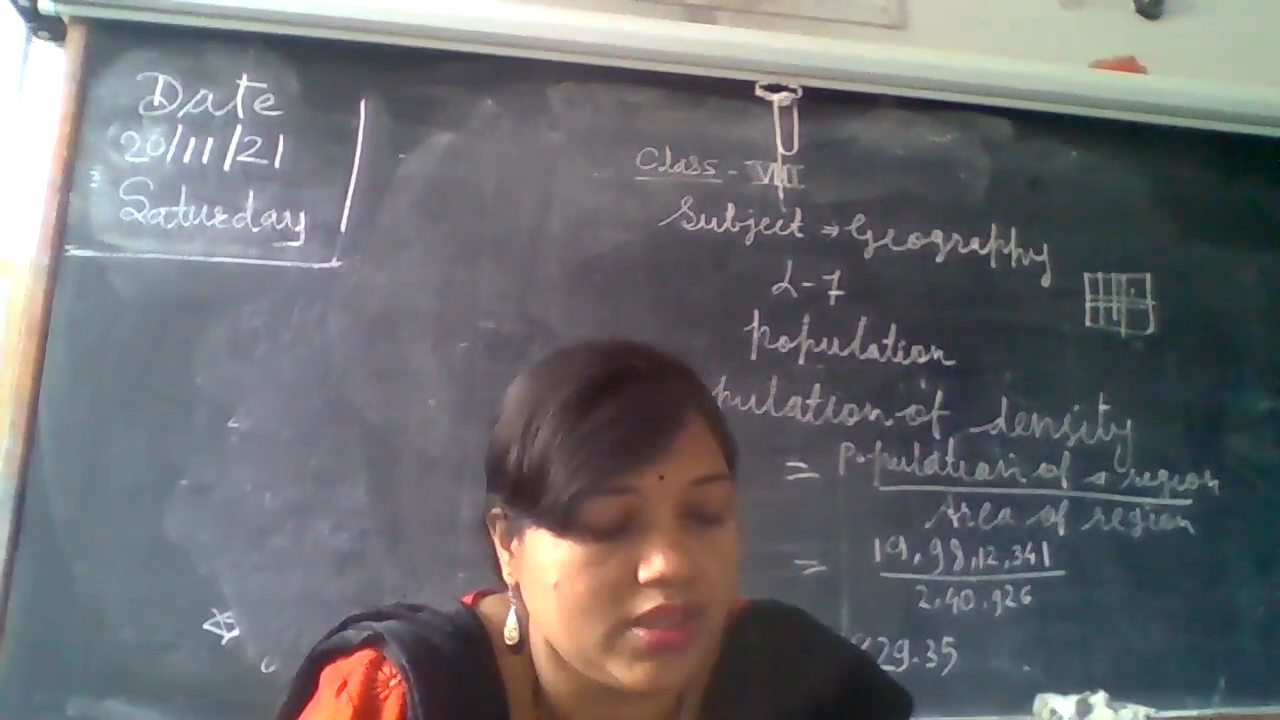 Date
20/11/21
Saturday
Class - VIII
Subject → Geography
L-7
Population
pulation of density
= Population of a region
Area of region
= 19,98,12,341
2,40,926
829.35